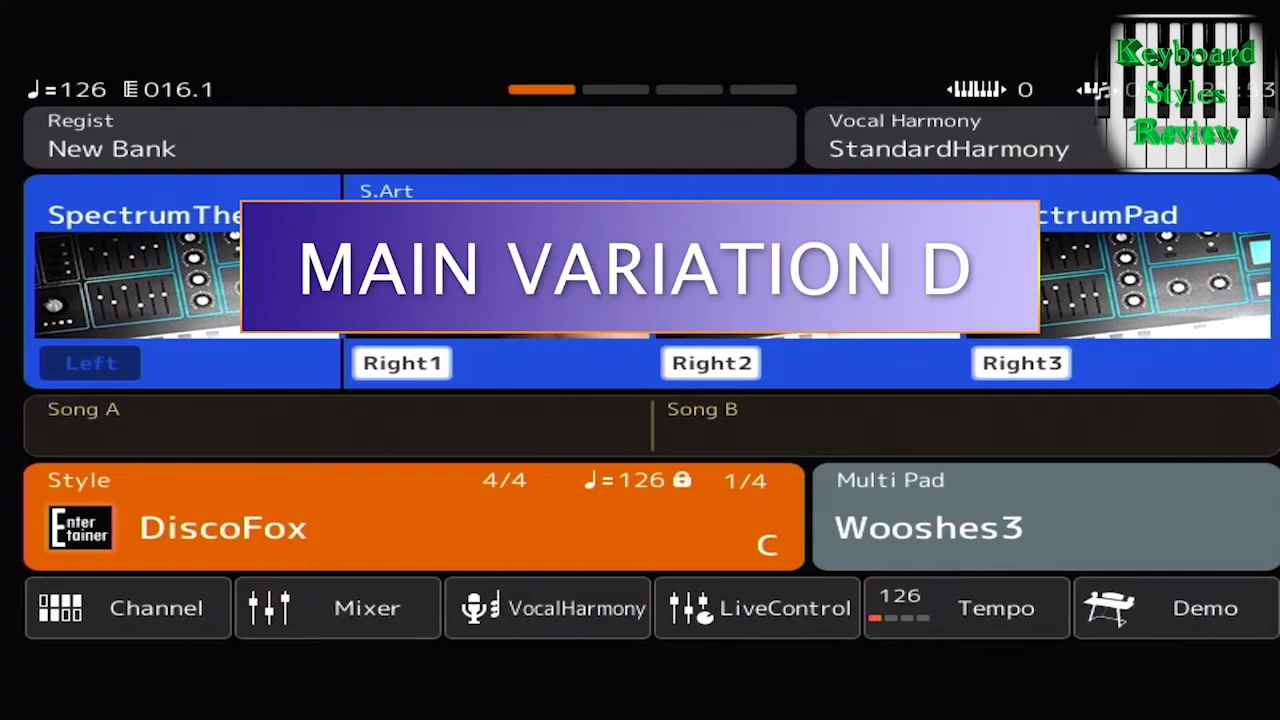 ♩=126 016.1
0
Keyboard
Styles
Review
Regist
New Bank
Vocal Harmony
StandardHarmony
S.Art
SpectrumThe
ctrumPad
MAIN VARIATION D
Left
Right1
Right2
Right3
Song A
Song B
Style
4/4
♩=126
1/4
Enter
tainer
DiscoFox
C
Multi Pad
Wooshes3
Channel
Mixer
VocalHarmony
LiveControl
126
Tempo
Demo